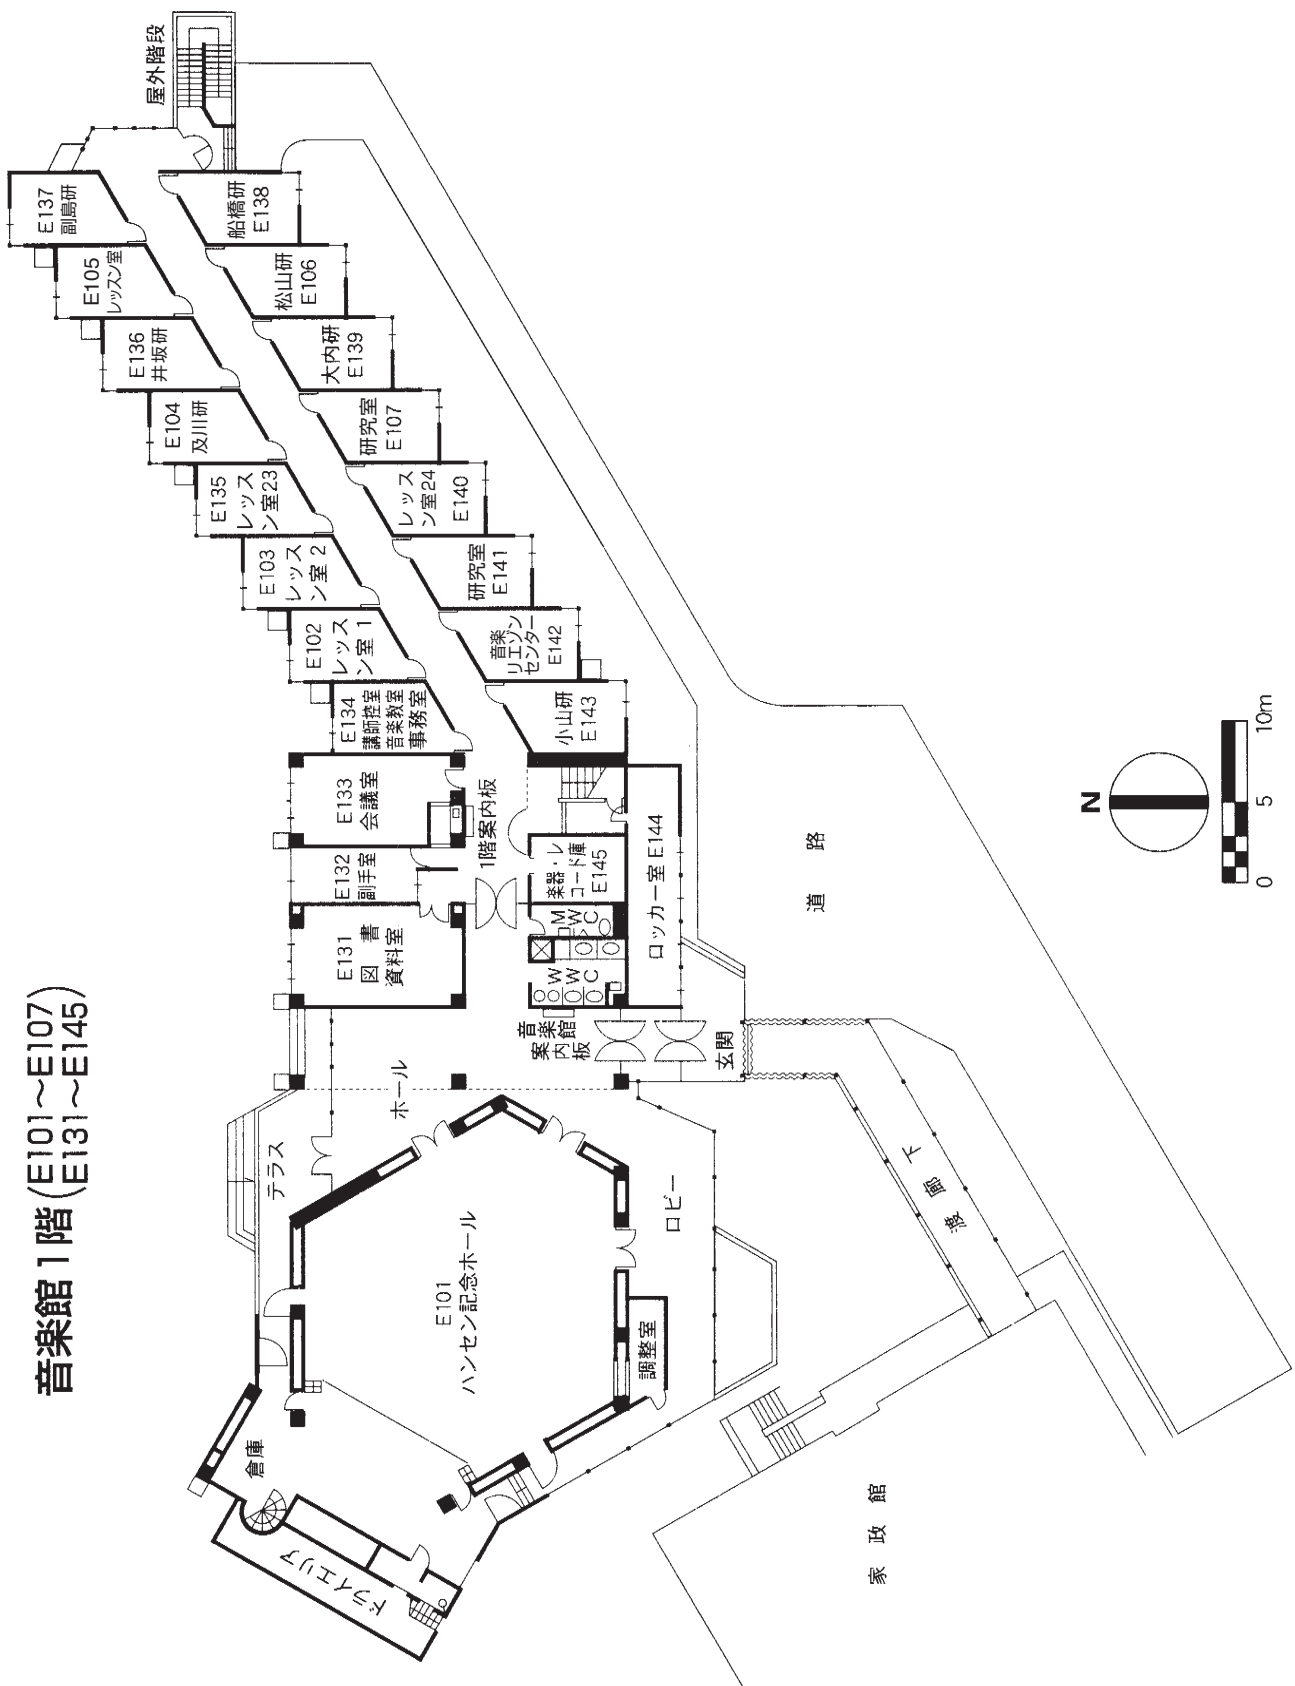 音楽館1階(E101～E107)
(E131～E145)
屋外階段
E137
副島研
E105
レッスン室
E136
井坂研
E104
及川研
E135
レッス
ン室23
E103
レッス
ン室 2
E102
レッス
ン室 1
E134
講師控室
音楽教室
事務室
E133
会議室
E132
副手室
E131
図 書
資料室
船橋研
E138
松山研
E106
大内研
E139
研究室
E107
レッス
ン室24
E140
研究室
E141
音楽
リエゾン
センター
E142
小山研
E143
1階案内板
楽器・レ
コード庫
E145
ロッカー室 E144
M
W
C
W
W
C
音楽館
案内板
玄関
ホール
テラス
ロビー
E101
ハンセン記念ホール
調整室
倉庫
ドライエリア
渡廊下
道 路
家 政 館
N
0 5 10m